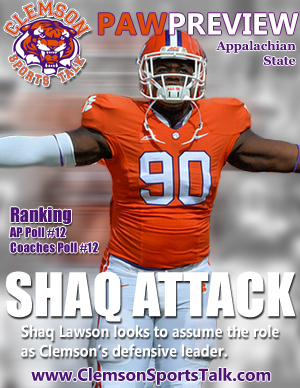 CLEMSON
SPORTS TALK
PAWPREVIEW
Appalachian
State
90
Ranking
AP Poll #12
Coaches Poll #12
SHAQ ATTACK
Shaq Lawson looks to assume the role
as Clemson's defensive leader.
www.ClemsonSportsTalk.com